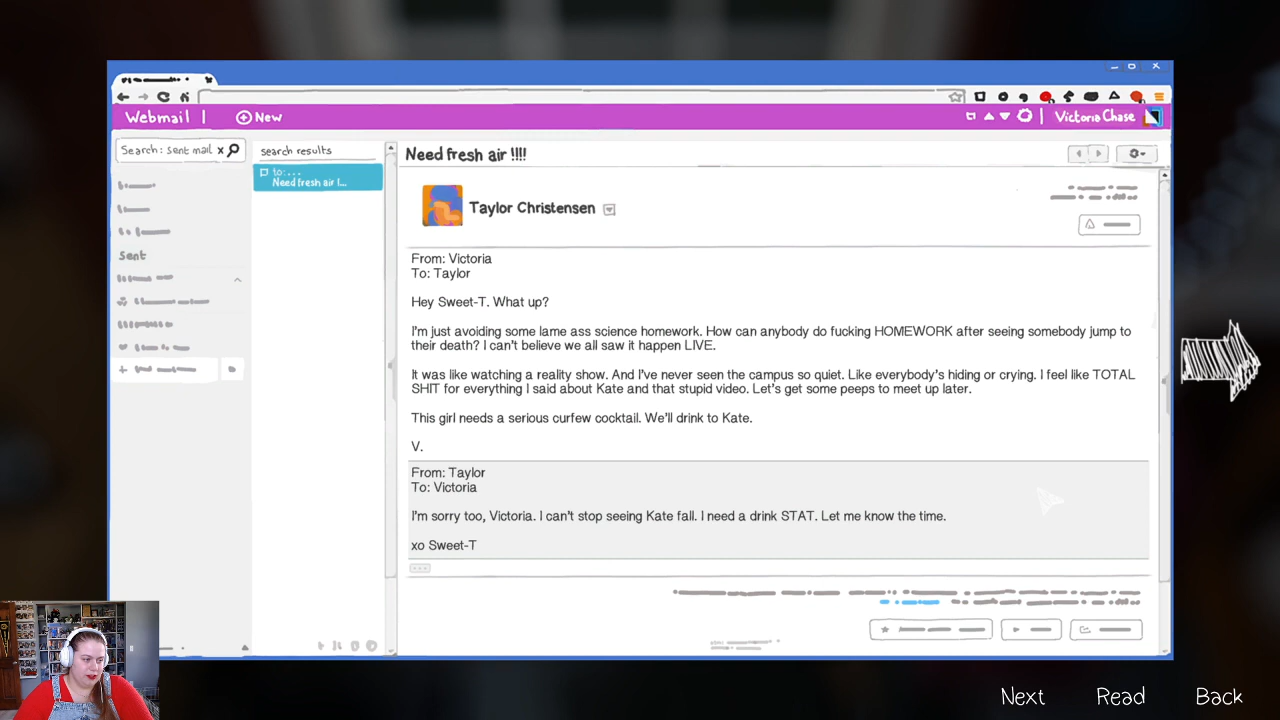 Webmail |
New
Victoria Chase
Search: sent mail x
search results
Need fresh air !!!!
to:...
Need fresh air !...
Taylor Christensen
Sent
From: Victoria
To: Taylor
Hey Sweet-T. What up?
I'm just avoiding some lame ass science homework. How can anybody do fucking HOMEWORK after seeing somebody jump to
their death? I can't believe we all saw it happen LIVE.
It was like watching a reality show. And I've never seen the campus so quiet. Like everybody's hiding or crying. I feel like TOTAL
SHIT for everything I said about Kate and that stupid video. Let's get some peeps to meet up later.
This girl needs a serious curfew cocktail. We'll drink to Kate.
V.
From: Taylor
To: Victoria
I'm sorry too, Victoria. I can't stop seeing Kate fall. I need a drink STAT. Let me know the time.
xo Sweet-T
Next Read Back